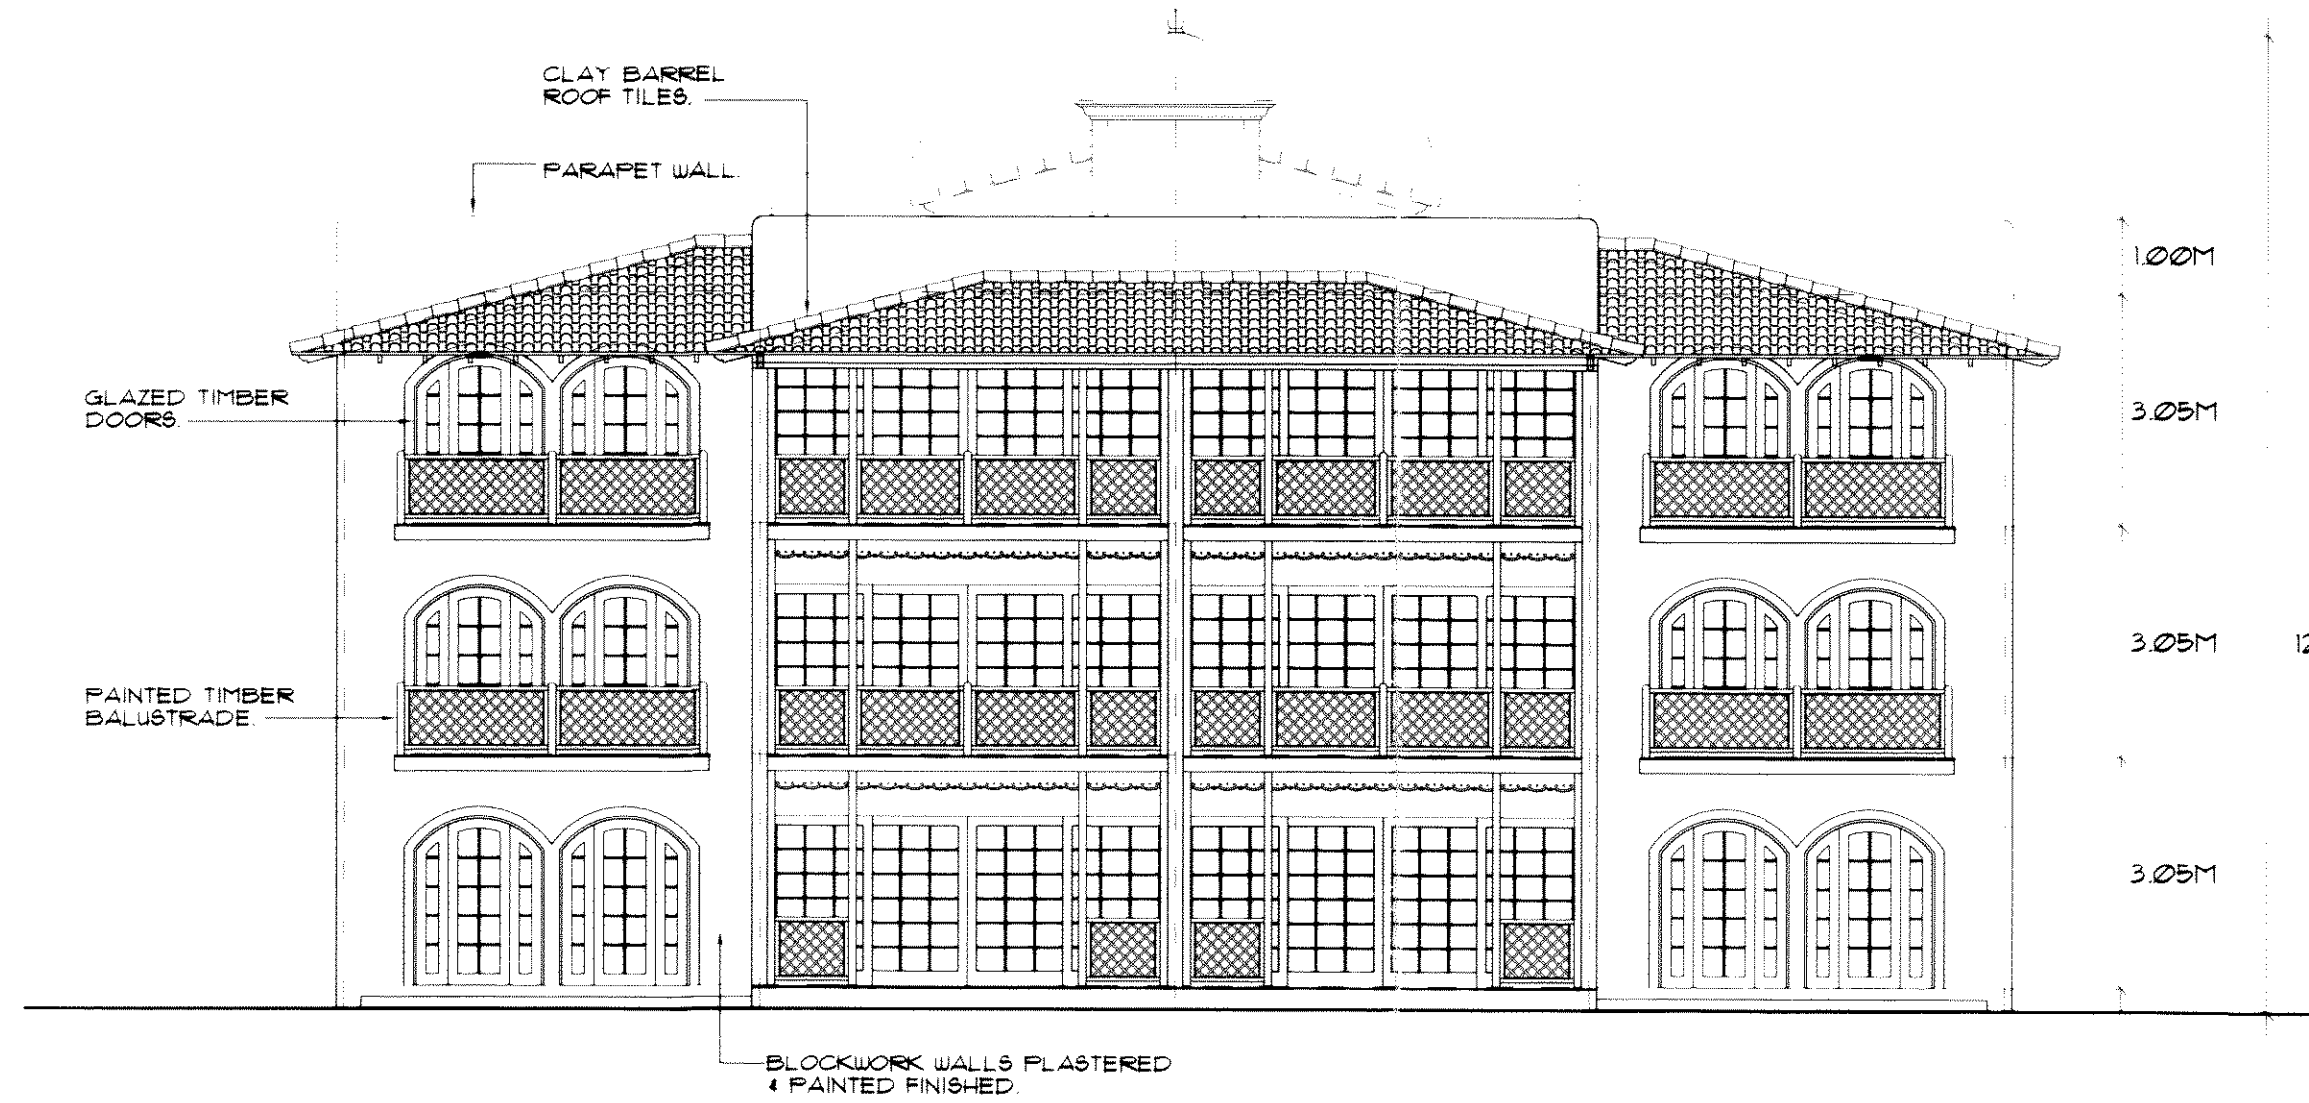 CLAY BARREL
ROOF TILES.
PARAPET WALL.
1.00M
GLAZED TIMBER
DOORS.
3.05M
PAINTED TIMBER
BALUSTRADE.
3.05M
12
3.05M
BLOCKWORK WALLS PLASTERED
& PAINTED FINISHED.